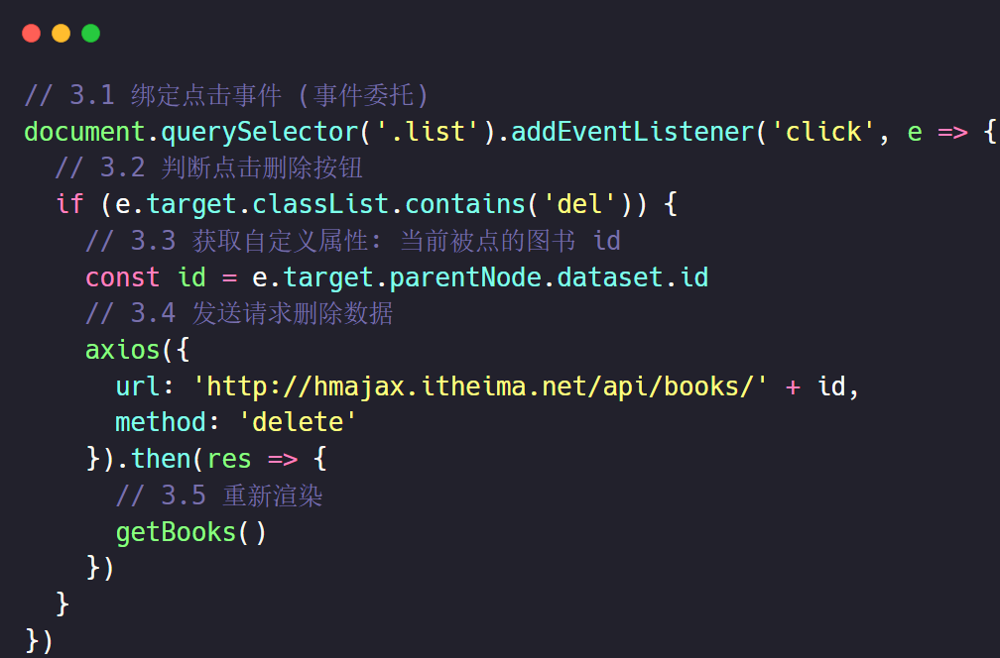 // 3.1 绑定点击事件 (事件委托)
document.querySelector('.list').addEventListener('click', e => {
  // 3.2 判断点击删除按钮
  if (e.target.classList.contains('del')) {
    // 3.3 获取自定义属性: 当前被点的图书 id
    const id = e.target.parentNode.dataset.id
    // 3.4 发送请求删除数据
    axios({
      url: 'http://hmajax.itheima.net/api/books/' + id,
      method: 'delete'
    }).then(res => {
      // 3.5 重新渲染
      getBooks()
    })
  }
})